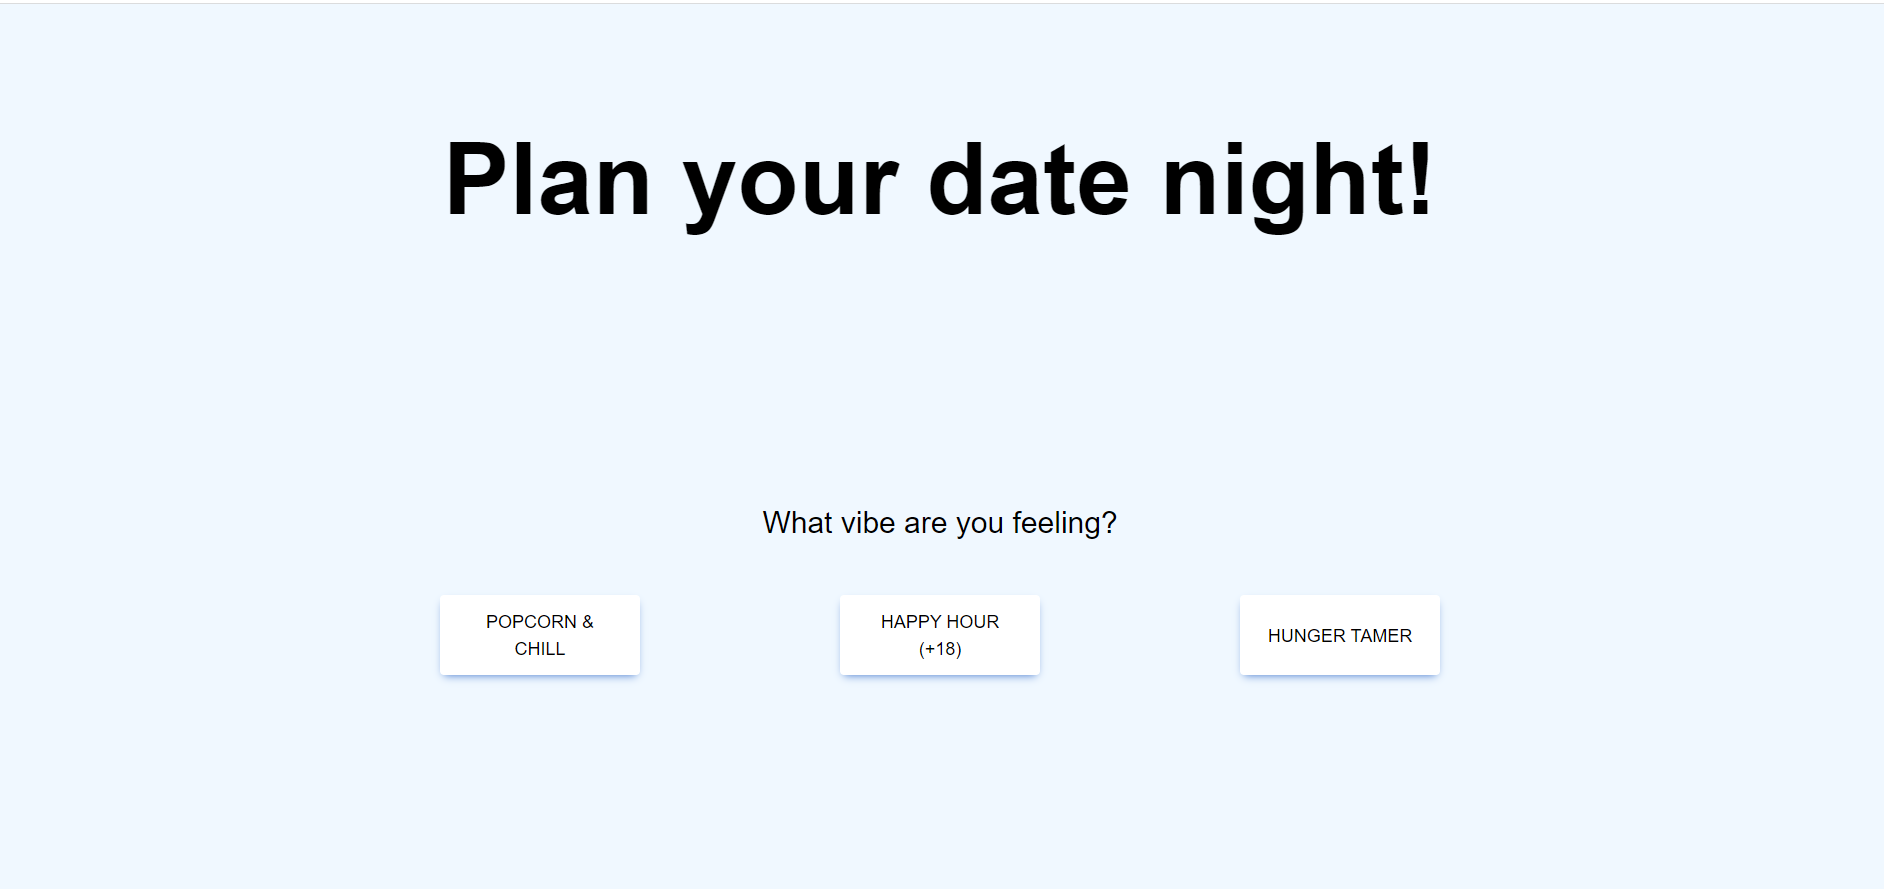 Plan your date night!
What vibe are you feeling?
POPCORN &
CHILL
HAPPY HOUR
(+18)
HUNGER TAMER